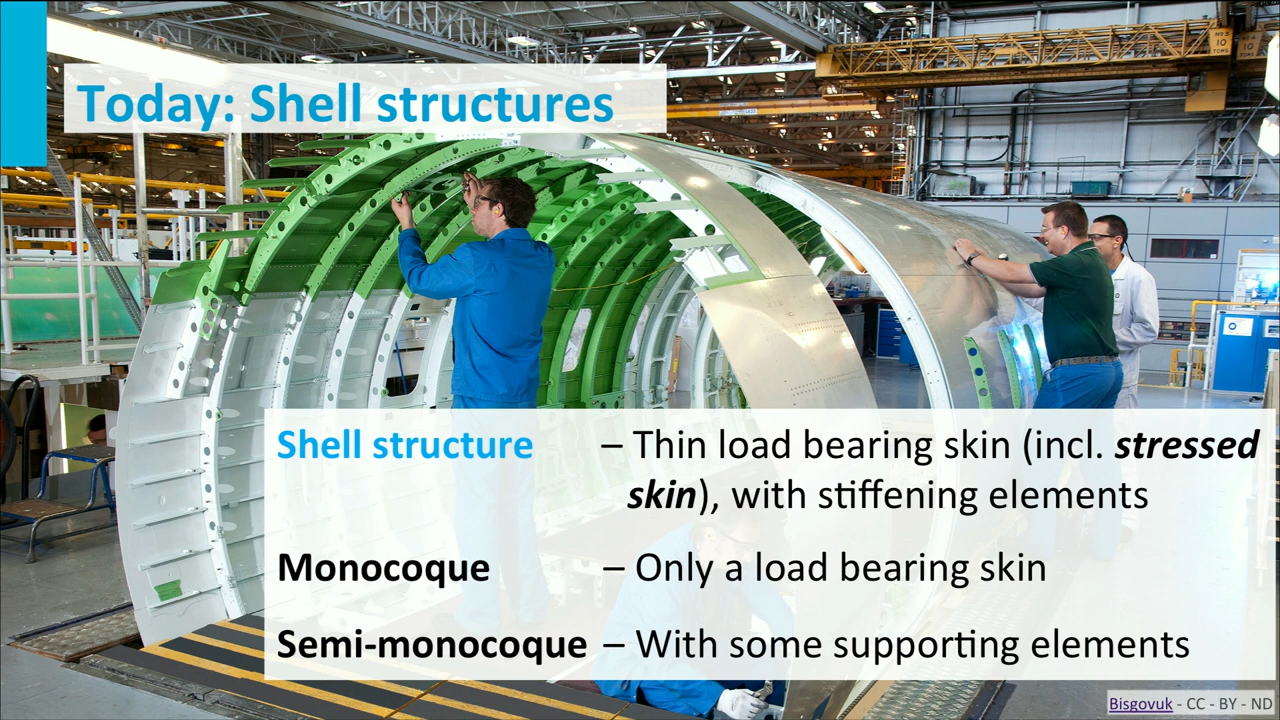 Today: Shell structures
Shell structure – Thin load bearing skin (incl. stressed
skin), with stiffening elements
Monocoque – Only a load bearing skin
Semi-monocoque – With some supporting elements
Bisgovuk - CC - BY - ND